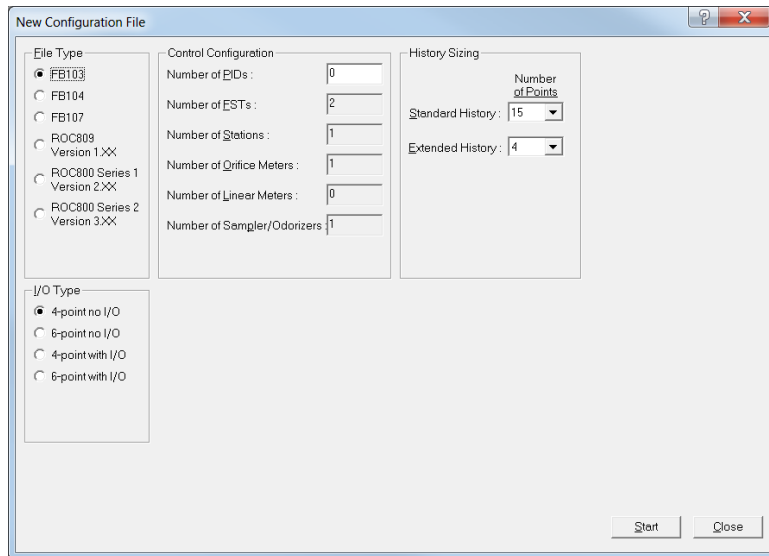 New Configuration File
File Type
FB103
FB104
FB107
ROC809
Version 1.XX
ROC800 Series 1
Version 2.XX
ROC800 Series 2
Version 3.XX
Control Configuration
Number of PIDs : 0
Number of FSTs : 2
Number of Stations : 1
Number of Orifice Meters : 1
Number of Linear Meters : 0
Number of Sampler/Odorizers : 1
History Sizing
Number
of Points
Standard History : 15
Extended History : 4
I/O Type
4-point no I/O
6-point no I/O
4-point with I/O
6-point with I/O
Start
Close